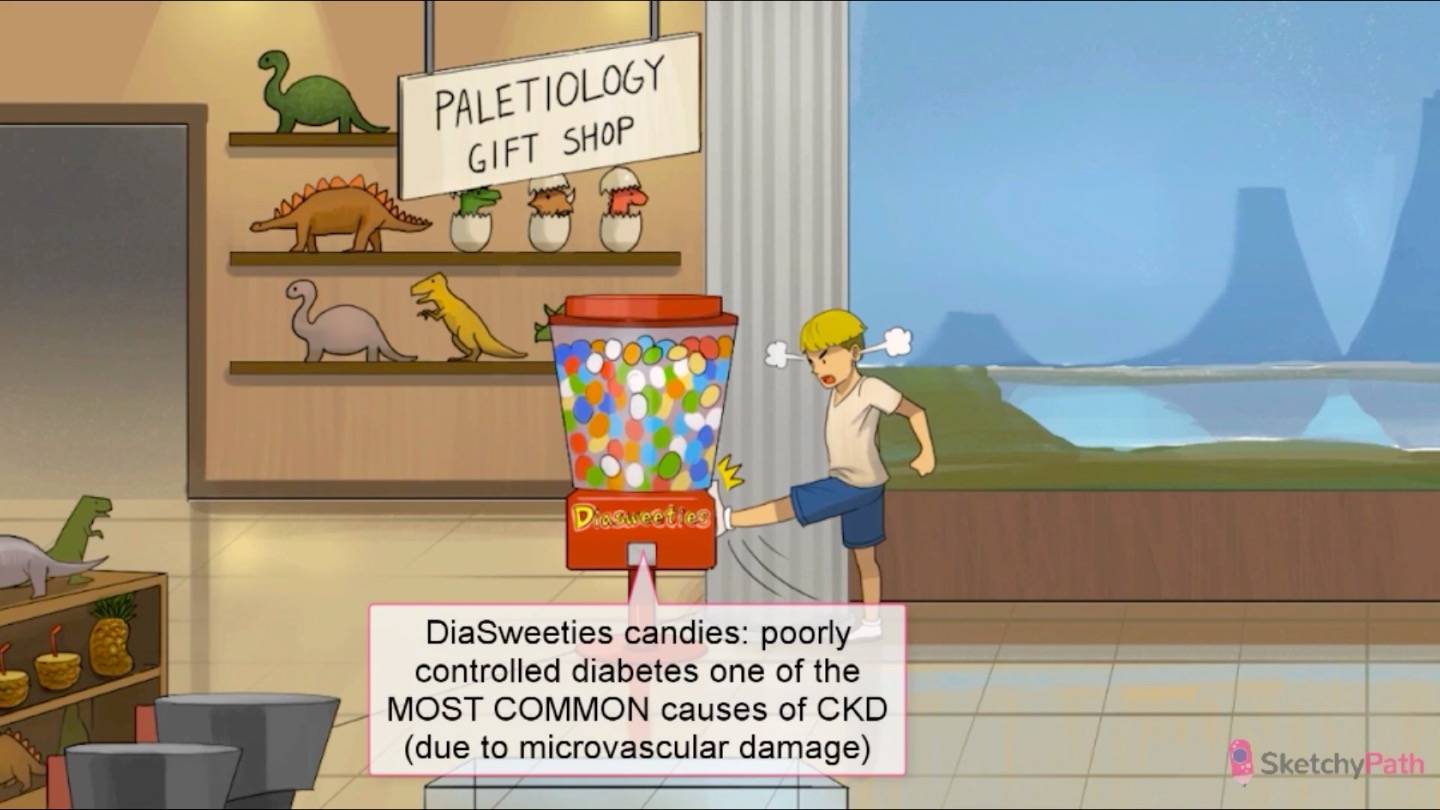 PALETIOLOGY
GIFT SHOP
Diasweeties
DiaSweeties candies: poorly
controlled diabetes one of the
MOST COMMON causes of CKD
(due to microvascular damage)
SketchyPath